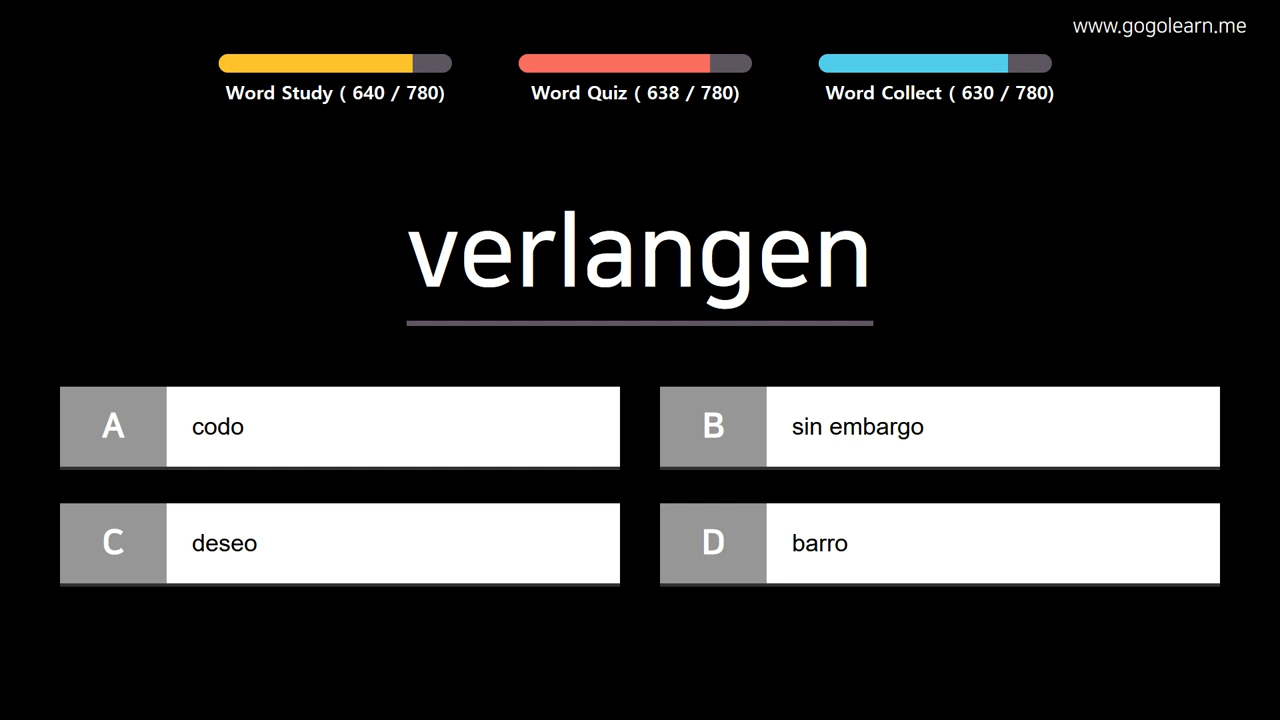 www.gogolearn.me
Word Study ( 640 / 780)
Word Quiz ( 638 / 780)
Word Collect ( 630 / 780)
verlangen
A codo
B sin embargo
C deseo
D barro